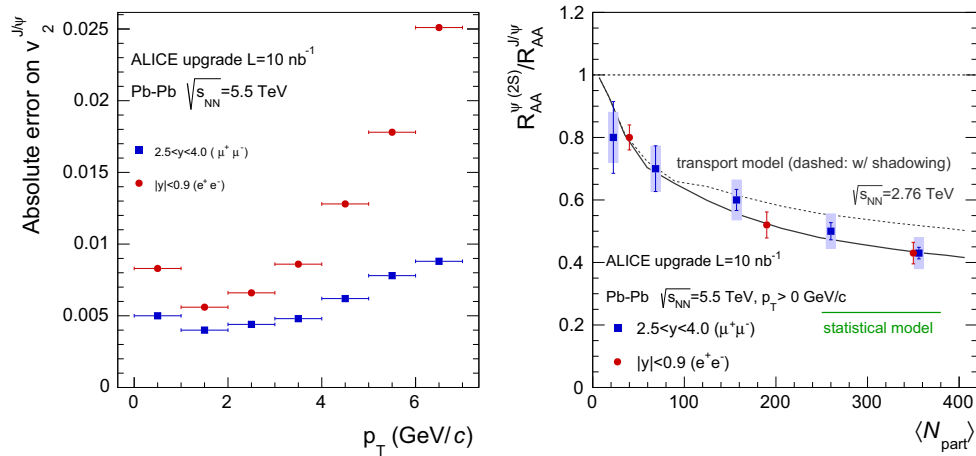 Absolute error on v₂^{J/ψ}
0.025
0.02
0.015
0.01
0.005
0
ALICE upgrade L=10 nb⁻¹
Pb-Pb √s_NN=5.5 TeV
2.5<y<4.0 ( μ⁺ μ⁻)
|y|<0.9 (e⁺ e⁻)
0 2 4 6
p_T (GeV/c)
R_AA^{ψ (2S)}/R_AA^{J/ψ}
1.2
1
0.8
0.6
0.4
0.2
0
transport model (dashed: w/ shadowing)
√s_NN=2.76 TeV
ALICE upgrade L=10 nb⁻¹
Pb-Pb √s_NN=5.5 TeV, p_T> 0 GeV/c
2.5<y<4.0 (μ⁺μ⁻)
|y|<0.9 (e⁺e⁻)
statistical model
0 100 200 300 400
⟨N_part⟩